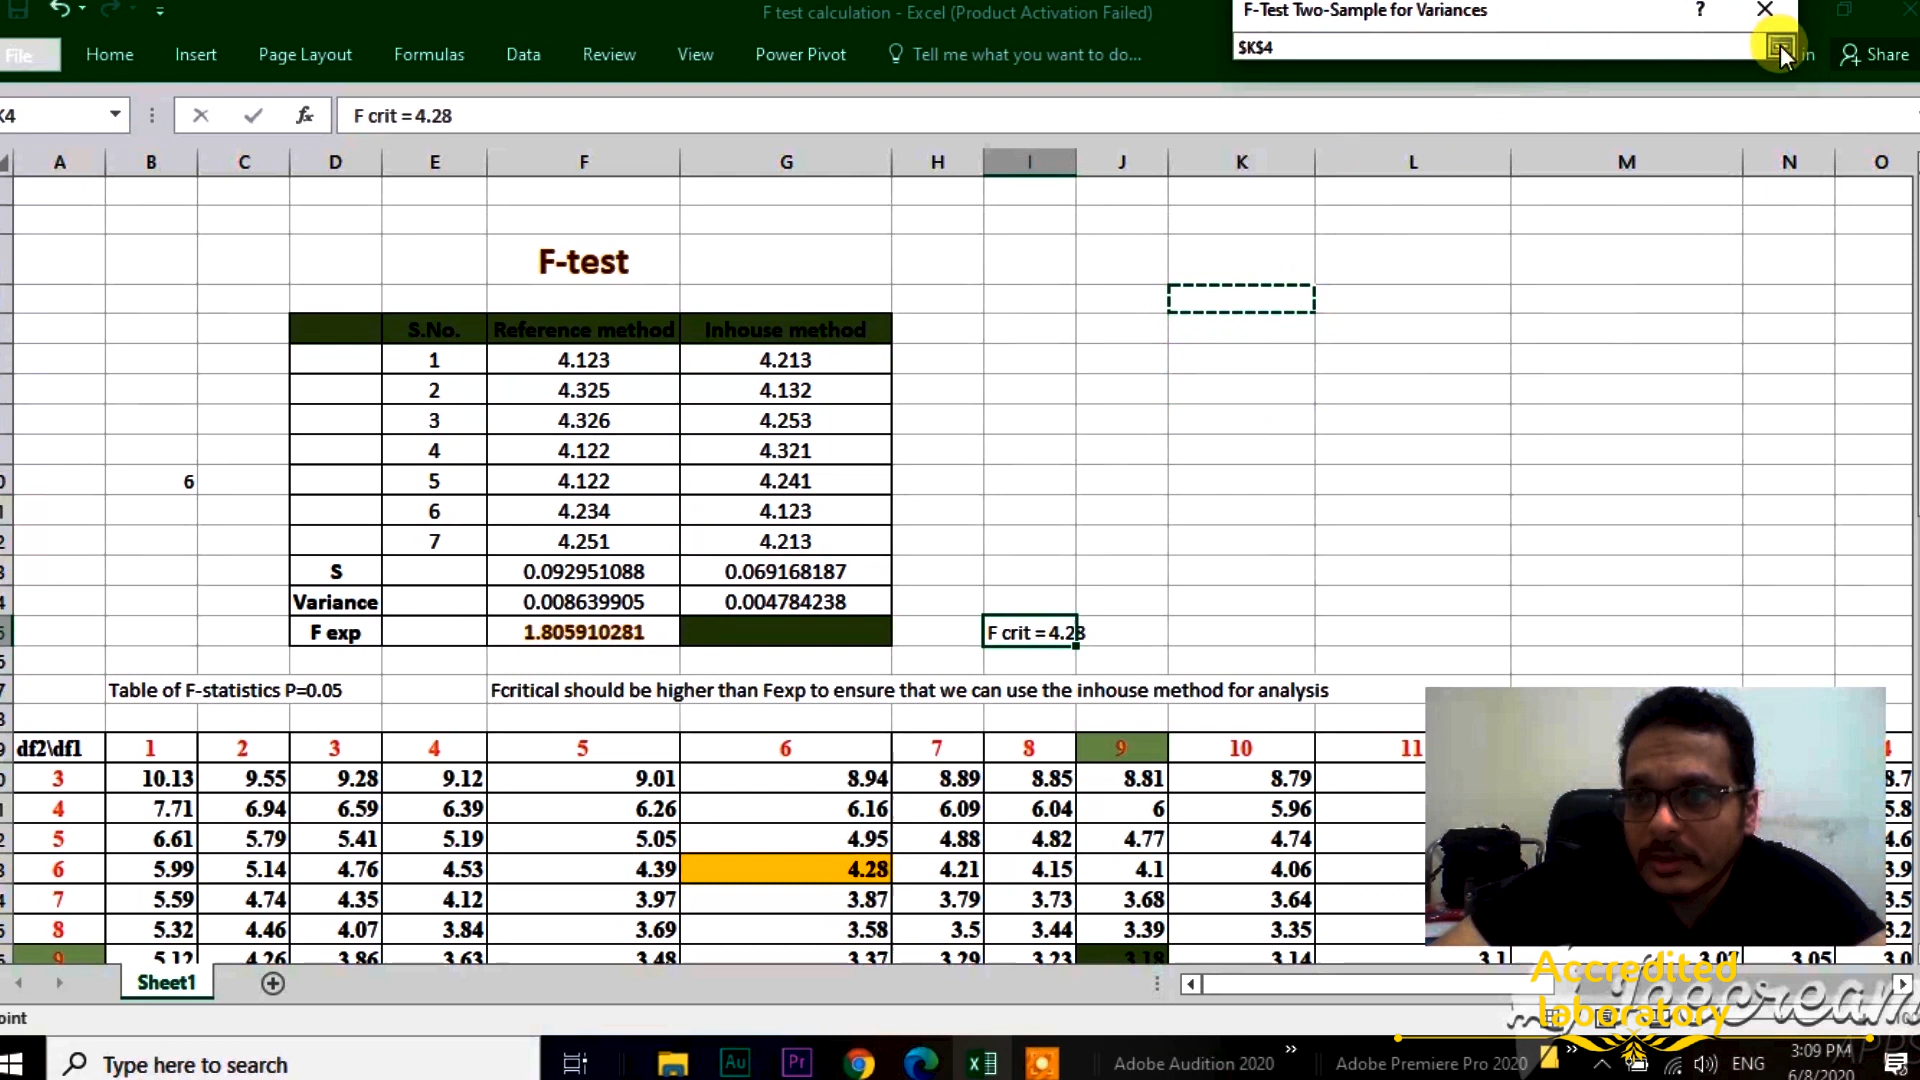 F test calculation - Excel (Product Activation Failed)
F-Test Two-Sample for Variances
?
$K$4
File Home Insert Page Layout Formulas Data Review View Power Pivot Tell me what you want to do... in Share
K4 fx F crit = 4.28
A B C D E F G H I J K L M N O
F-test
S.No. Reference method Inhouse method
1 4.123 4.213
2 4.325 4.132
3 4.326 4.253
4 4.122 4.321
6 5 4.122 4.241
6 4.234 4.123
7 4.251 4.213
S 0.092951088 0.069168187
Variance 0.008639905 0.004784238
F exp 1.805910281 F crit = 4.28
Table of F-statistics P=0.05 Fcritical should be higher than Fexp to ensure that we can use the inhouse method for analysis
df2\df1 1 2 3 4 5 6 7 8 9 10 11
3 10.13 9.55 9.28 9.12 9.01 8.94 8.89 8.85 8.81 8.79 8.7
4 7.71 6.94 6.59 6.39 6.26 6.16 6.09 6.04 6 5.96 5.8
5 6.61 5.79 5.41 5.19 5.05 4.95 4.88 4.82 4.77 4.74 4.6
6 5.99 5.14 4.76 4.53 4.39 4.28 4.21 4.15 4.1 4.06 3.9
7 5.59 4.74 4.35 4.12 3.97 3.87 3.79 3.73 3.68 3.64 3.5
8 5.32 4.46 4.07 3.84 3.69 3.58 3.5 3.44 3.39 3.35 3.2
9 5.12 4.26 3.86 3.63 3.48 3.37 3.29 3.23 3.18 3.14 3.1 3.07 3.05 3.0
Accredited
laboratory
Icecream
APPS
Sheet1
oint
Type here to search
Au Pr Adobe Audition 2020 » Adobe Premiere Pro 2020 » ENG 3:09 PM
6/8/2020